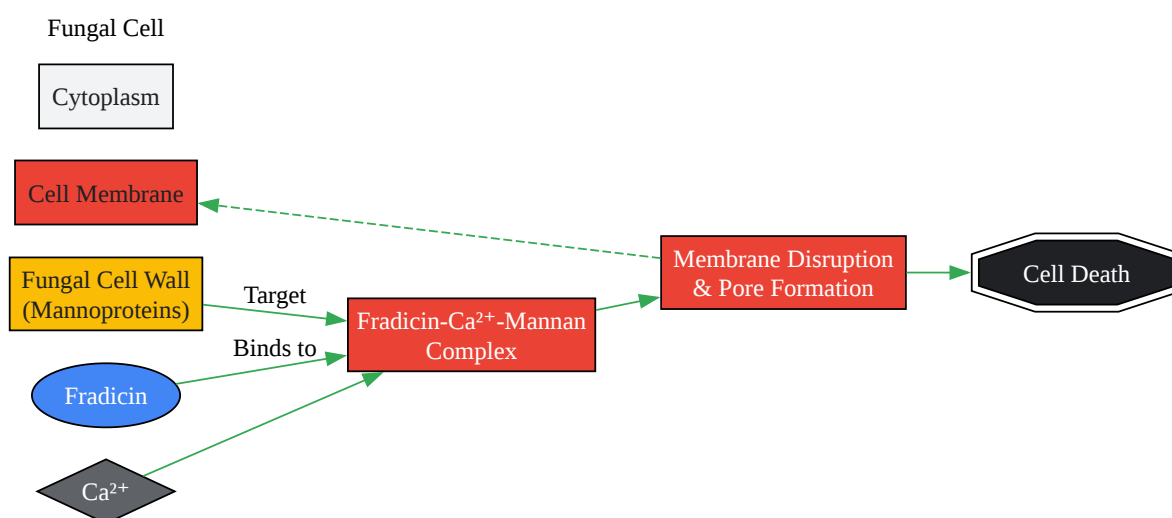 Fungal Cell
Cytoplasm
Cell Membrane
Fungal Cell Wall
(Mannoproteins)
Target
Binds to
Fradicin
Ca²⁺
Fradicin-Ca²⁺-Mannan
Complex
Membrane Disruption
& Pore Formation
Cell Death